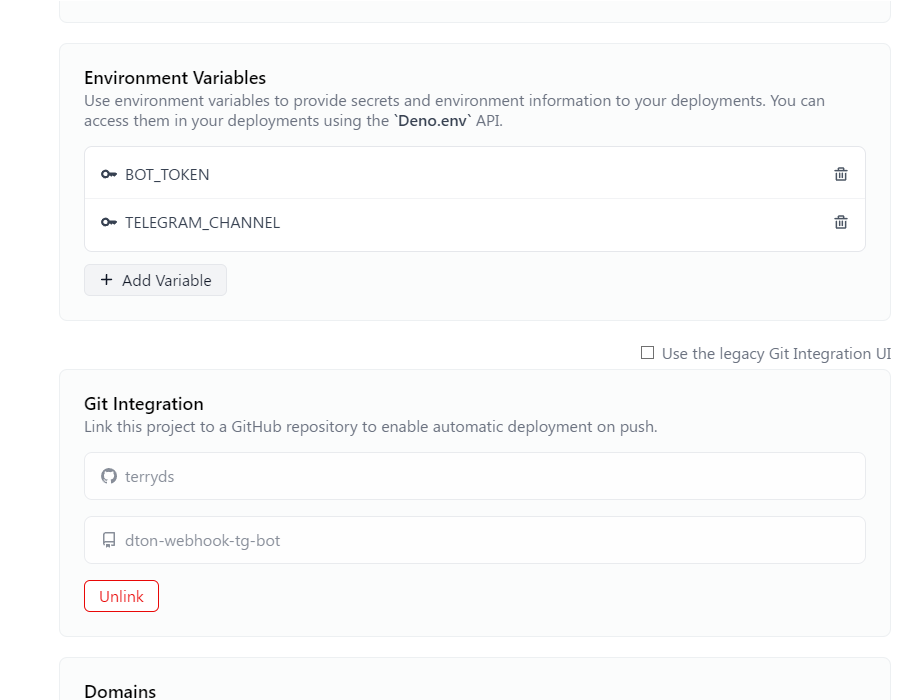 Environment Variables
Use environment variables to provide secrets and environment information to your deployments. You can
access them in your deployments using the `Deno.env` API.
BOT_TOKEN
TELEGRAM_CHANNEL
+ Add Variable
Use the legacy Git Integration UI
Git Integration
Link this project to a GitHub repository to enable automatic deployment on push.
terryds
dton-webhook-tg-bot
Unlink
Domains